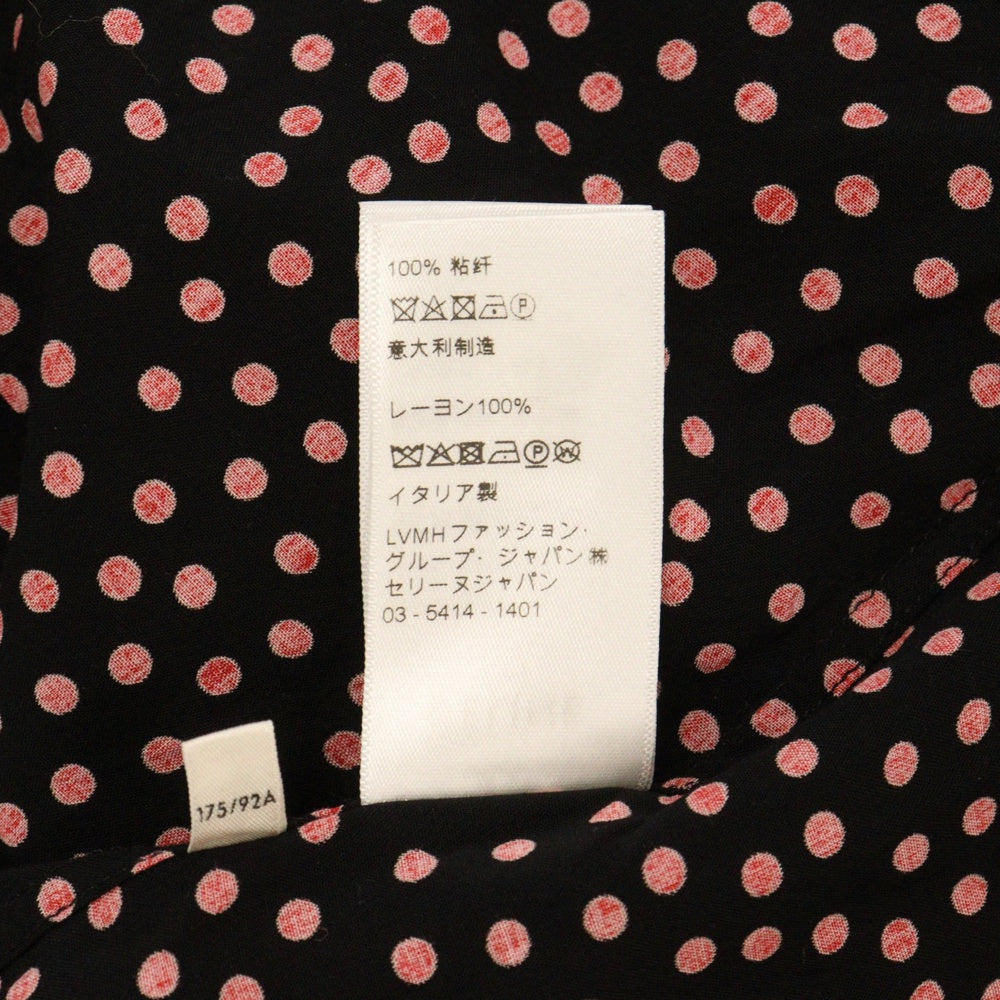 100% 粘纤
P
意大利制造
レーヨン100%
P W
イタリア製
LVMHファッション·
グループ· ジャパン㈱
セリーヌジャパン
03 - 5414 - 1401
175/92A